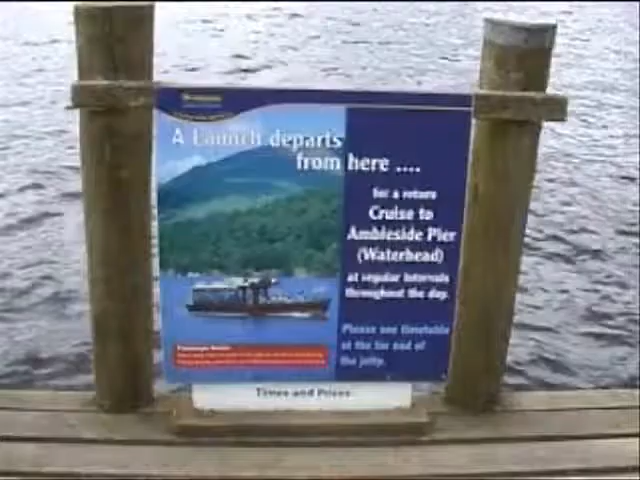 A Launch departs
from here ....
for a return
Cruise to
Ambleside Pier
(Waterhead)
at regular intervals
throughout the day.
Please see timetable
at the far end of
the jetty.
Times and Prices